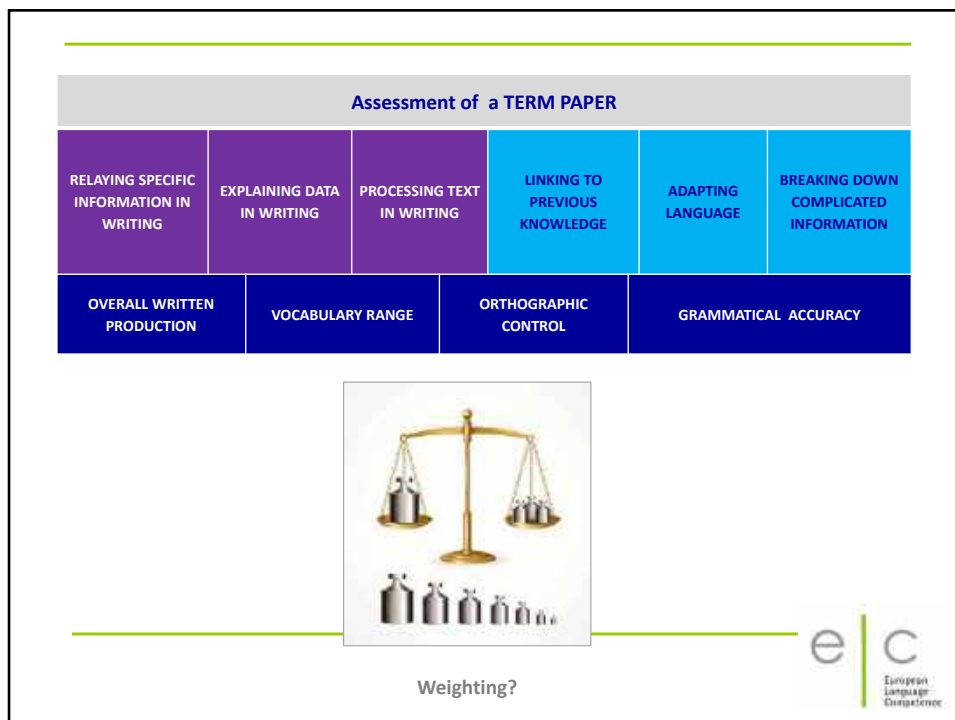 Assessment of a TERM PAPER
RELAYING SPECIFIC
INFORMATION IN
WRITING
EXPLAINING DATA
IN WRITING
PROCESSING TEXT
IN WRITING
LINKING TO
PREVIOUS
KNOWLEDGE
ADAPTING
LANGUAGE
BREAKING DOWN
COMPLICATED
INFORMATION
OVERALL WRITTEN
PRODUCTION
VOCABULARY RANGE
ORTHOGRAPHIC
CONTROL
GRAMMATICAL ACCURACY
Weighting?
e c
European
Language
Competence